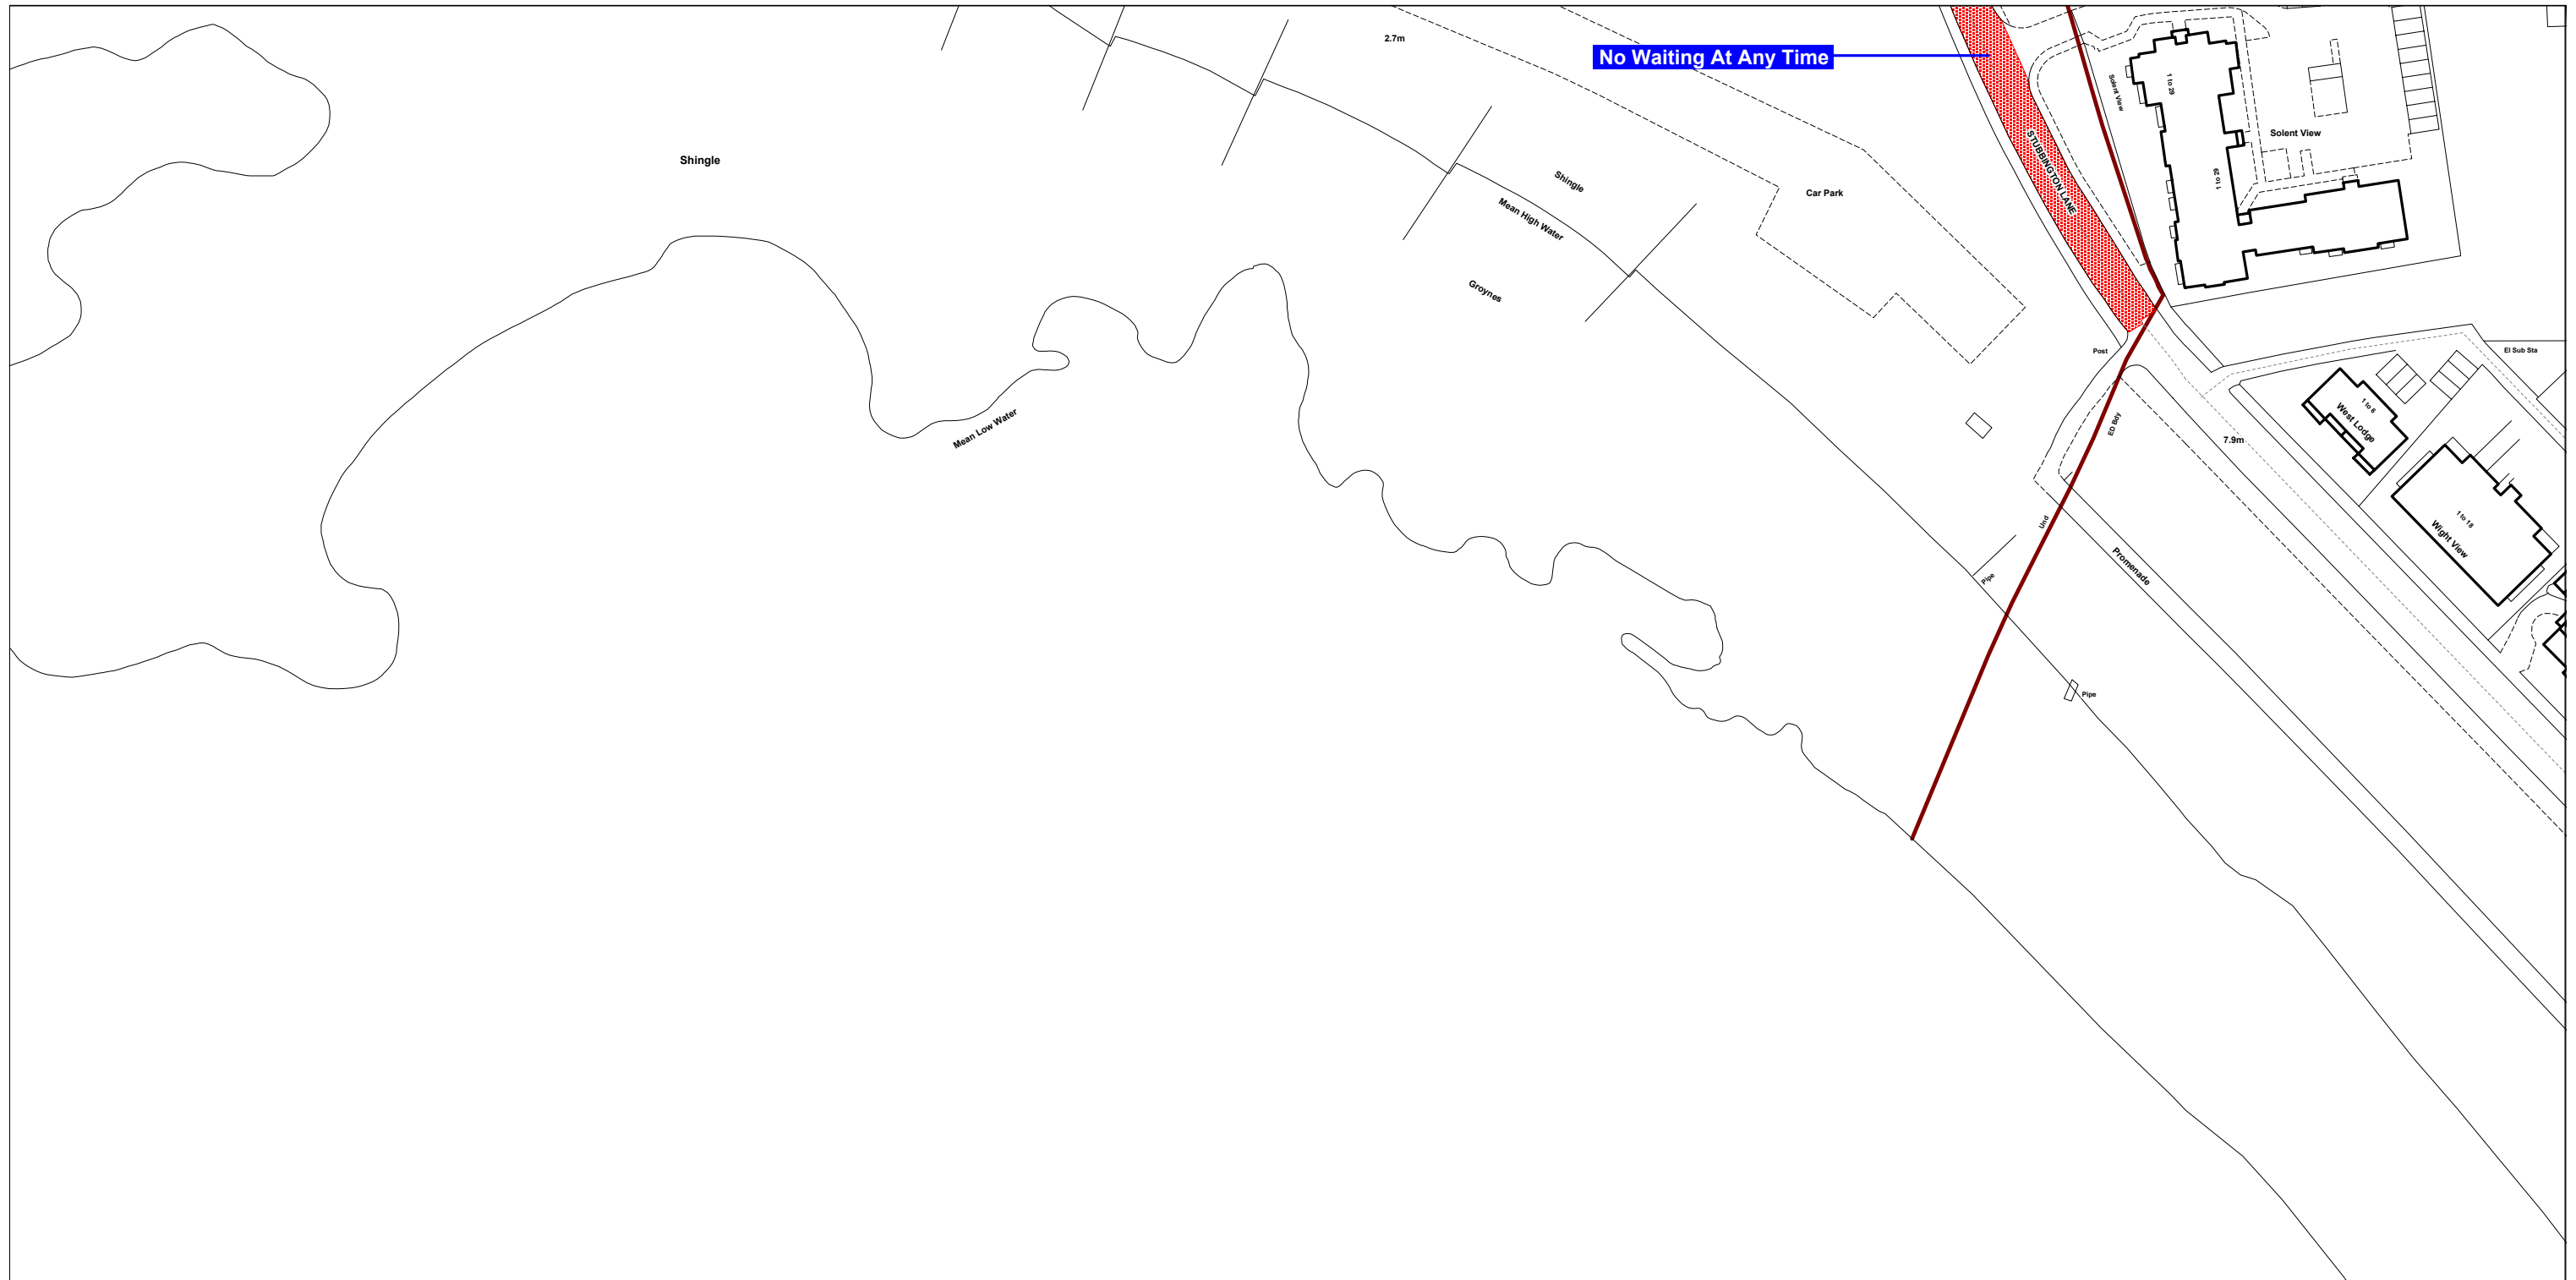 2.7m
No Waiting At Any Time
Solent View
1 to 29
Solent View
1 to 29
STUBBINGTON LANE
Shingle
Shingle
Car Park
Mean High Water
Groynes
Post
El Sub Sta
1 to 6
West Lodge
Mean Low Water
ED Bdy
7.9m
1 to 18
Wight View
Und
Promenade
Pipe
Pipe